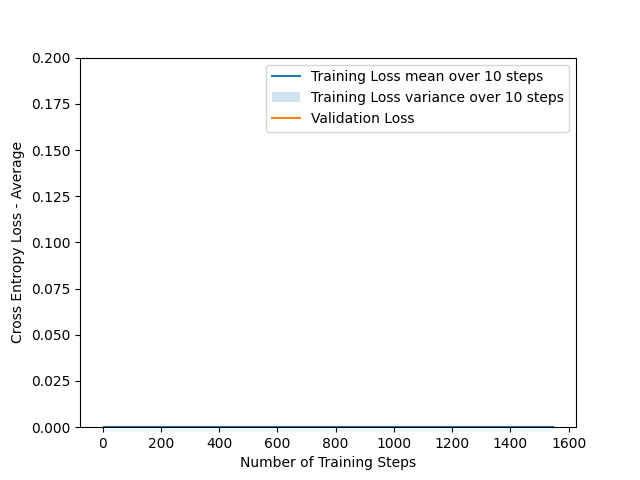 Training Loss mean over 10 steps
Training Loss variance over 10 steps
Validation Loss
Cross Entropy Loss - Average
0.200
0.175
0.150
0.125
0.100
0.075
0.050
0.025
0.000
0 200 400 600 800 1000 1200 1400 1600
Number of Training Steps